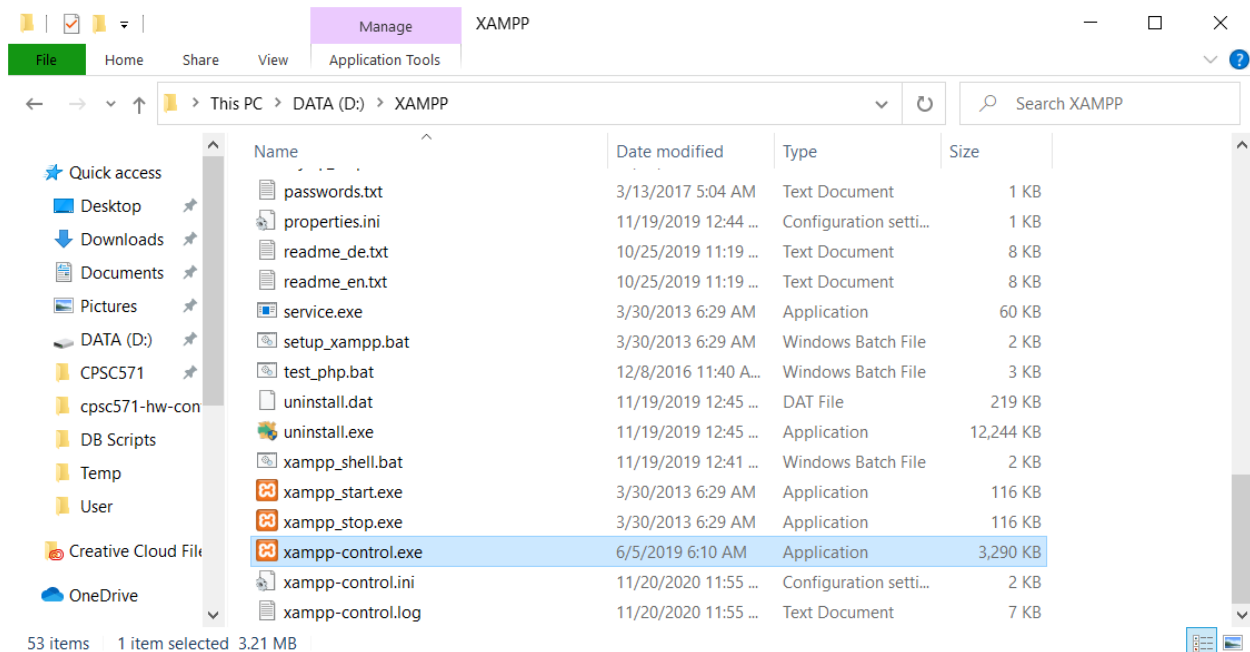 Manage XAMPP
File Home Share View Application Tools
This PC > DATA (D:) > XAMPP Search XAMPP
Name Date modified Type Size
Quick access
Desktop
Downloads
Documents
Pictures
DATA (D:)
CPSC571
cpsc571-hw-con
DB Scripts
Temp
User
Creative Cloud File
OneDrive
passwords.txt 3/13/2017 5:04 AM Text Document 1 KB
properties.ini 11/19/2019 12:44 ... Configuration setti... 1 KB
readme_de.txt 10/25/2019 11:19 ... Text Document 8 KB
readme_en.txt 10/25/2019 11:19 ... Text Document 8 KB
service.exe 3/30/2013 6:29 AM Application 60 KB
setup_xampp.bat 3/30/2013 6:29 AM Windows Batch File 2 KB
test_php.bat 12/8/2016 11:40 A... Windows Batch File 3 KB
uninstall.dat 11/19/2019 12:45 ... DAT File 219 KB
uninstall.exe 11/19/2019 12:45 ... Application 12,244 KB
xampp_shell.bat 11/19/2019 12:41 ... Windows Batch File 2 KB
xampp_start.exe 3/30/2013 6:29 AM Application 116 KB
xampp_stop.exe 3/30/2013 6:29 AM Application 116 KB
xampp-control.exe 6/5/2019 6:10 AM Application 3,290 KB
xampp-control.ini 11/20/2020 11:55 ... Configuration setti... 2 KB
xampp-control.log 11/20/2020 11:55 ... Text Document 7 KB
53 items 1 item selected 3.21 MB